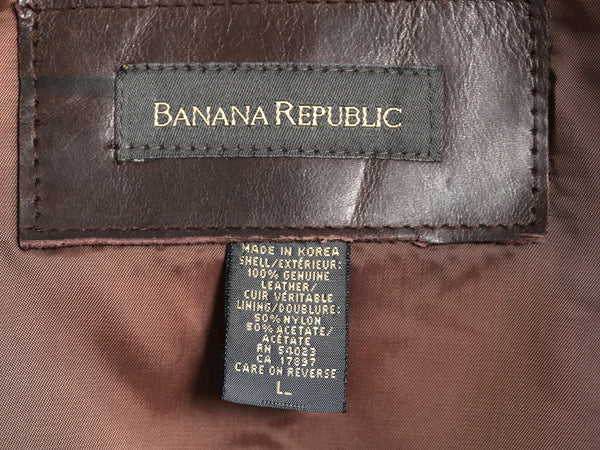 BANANA REPUBLIC
MADE IN KOREA
SHELL/EXTÉRIEUR:
100% GENUINE
LEATHER/
CUIR VÉRITABLE
LINING/DOUBLURE:
50% NYLON
50% ACETATE/
ACÉTATE
RN 54023
CA 17897
CARE ON REVERSE
L